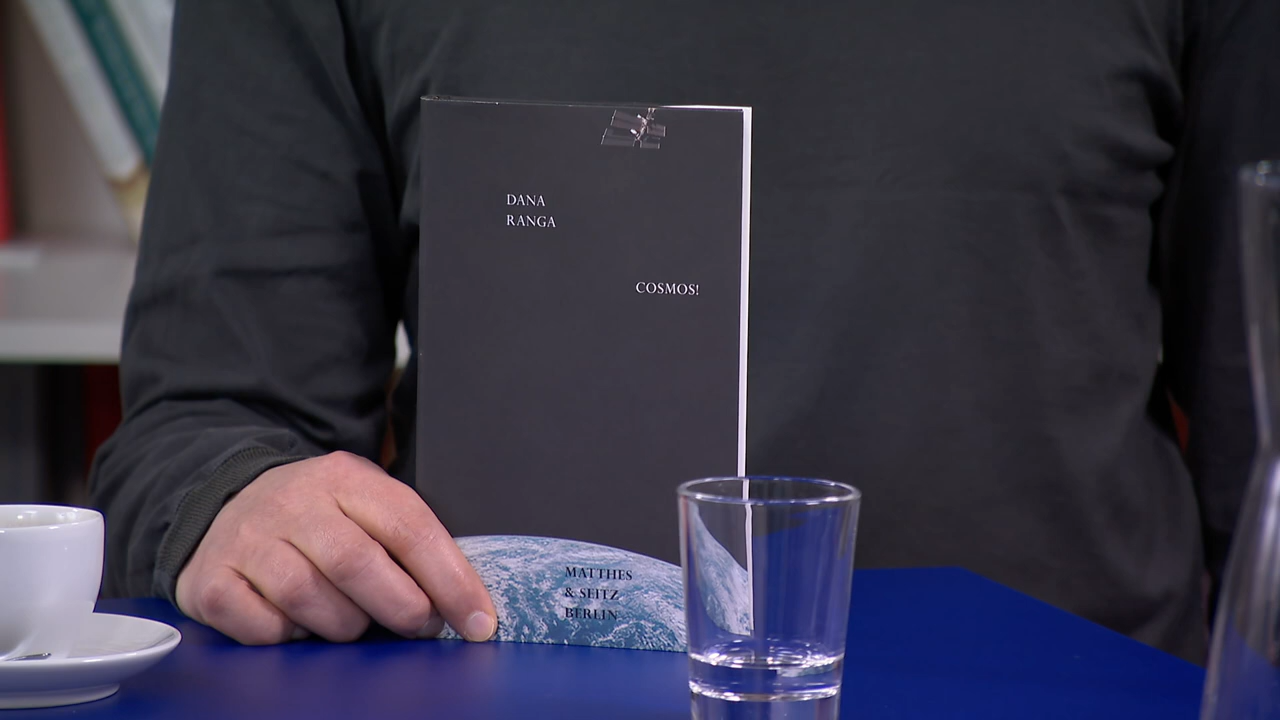 DANA
RANGA
COSMOS!
MATTHES
& SEITZ
BERLIN